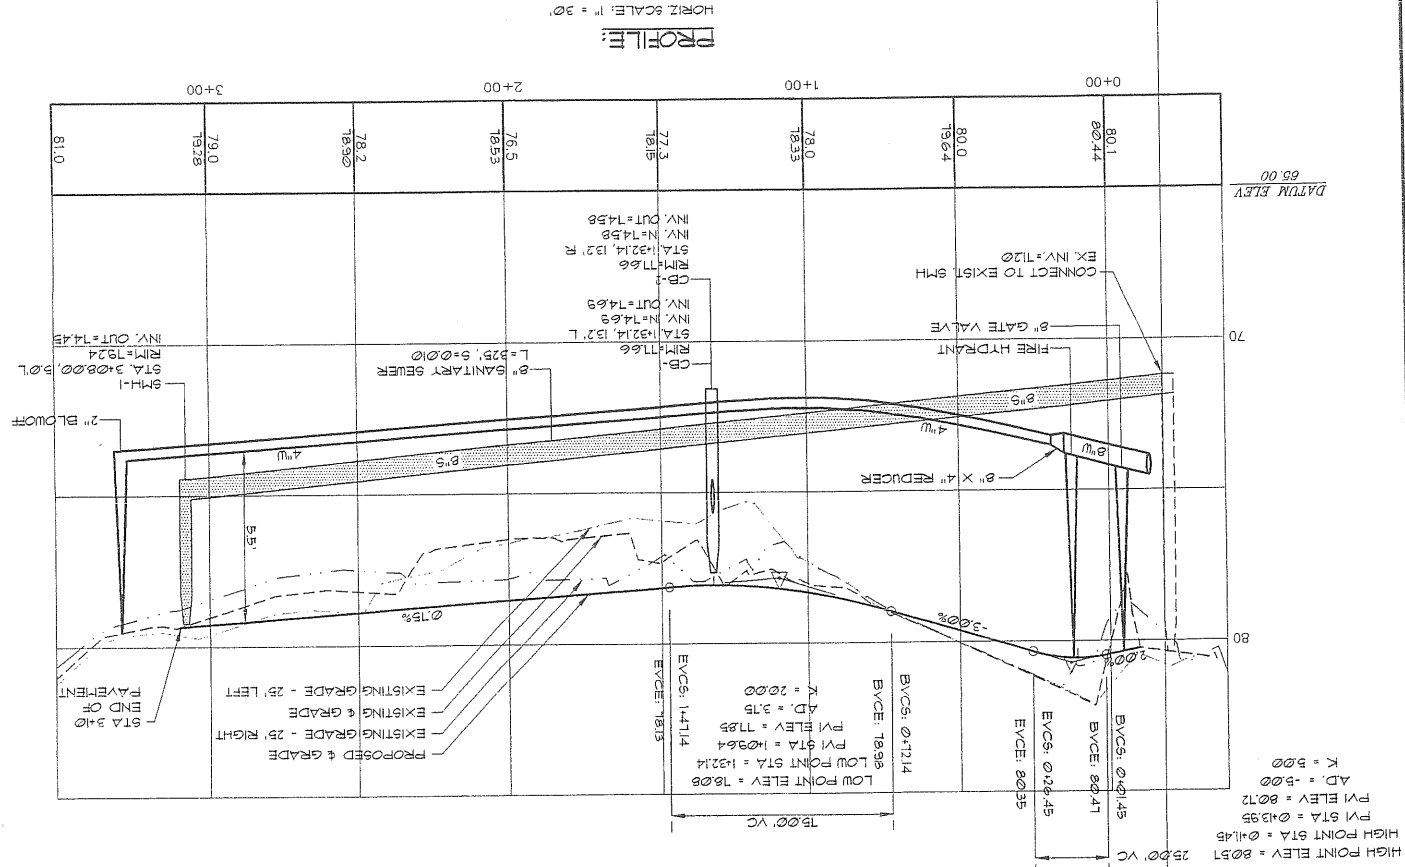 HIGH POINT ELEV = 80.57
HIGH POINT STA = 0+11.45
PVI STA = 0+13.95
PVI ELEV = 80.72
A.D. = -5.00
K = 5.00
25.00' VC
BVCS: 0+01.45
BVCE: 80.47
EVCS: 0+26.45
EVCE: 80.35
75.00' VC
LOW POINT ELEV = 78.08
LOW POINT STA = 1+32.14
PVI STA = 1+09.64
PVI ELEV = 77.85
A.D. = 3.75
K = 20.00
BVCS: 0+72.14
BVCE: 78.98
EVCS: 1+47.14
EVCE: 78.13
PROPOSED ℄ GRADE
EXISTING GRADE - 25' RIGHT
EXISTING ℄ GRADE
EXISTING GRADE - 25' LEFT
STA 3+10
END OF
PAVEMENT
80
2.00%
-3.00%
0.75%
5.5'
8"W
8" X 4" REDUCER
4"W
8"S
8"S
4"W
2" BLOWOFF
FIRE HYDRANT
8" GATE VALVE
70
CONNECT TO EXIST. SMH
EX. INV.=71.20
CB-1
RIM=77.66
STA. 1+32.14, 13.2' L
INV. IN=74.69
INV. OUT=74.69
CB-2
RIM=77.66
STA. 1+32.14, 13.2' R
INV. IN=74.58
INV. OUT=74.58
8" SANITARY SEWER
L=325', S=0.010
SMH-1
STA. 3+08.00, 5.0'L
RIM=79.24
INV. OUT=74.45
DATUM ELEV
65.00
80.1
80.44
80.0
79.64
78.0
78.33
77.3
78.15
76.5
78.53
78.2
78.90
79.0
79.28
81.0
0+00
1+00
2+00
3+00
PROFILE:
HORIZ. SCALE: 1" = 30'